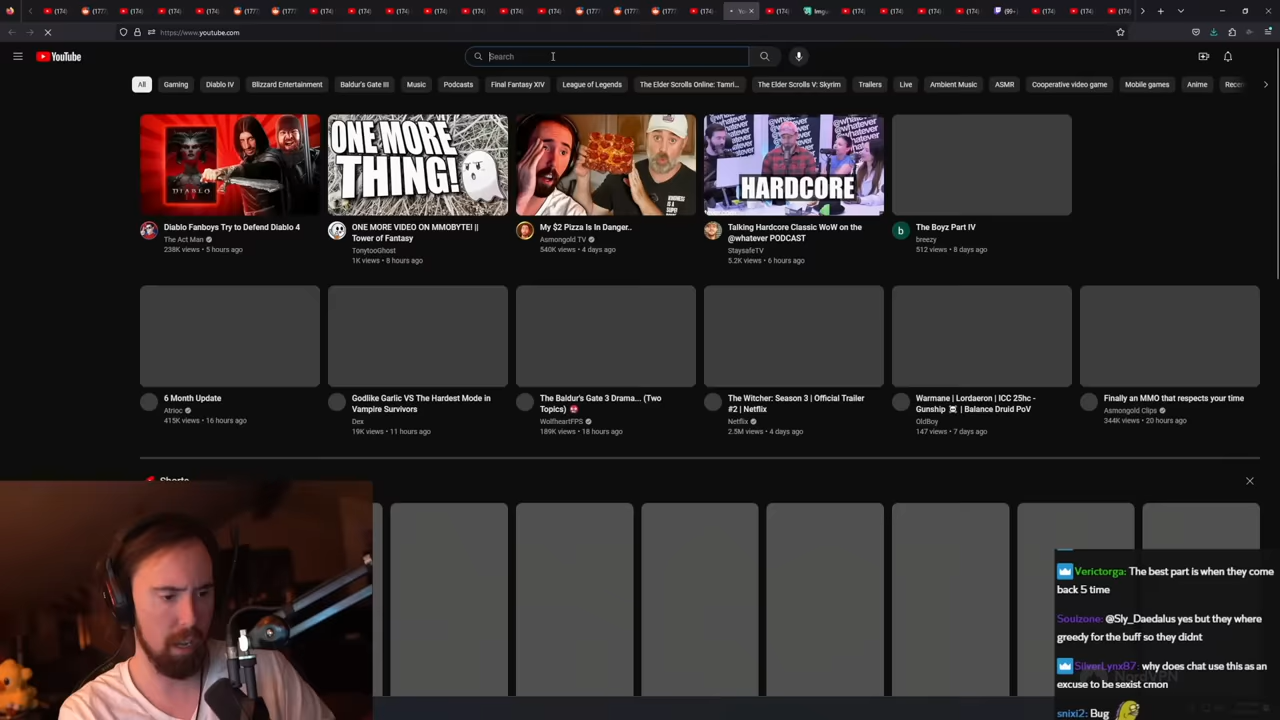 https://www.youtube.com
YouTube
Search
All
Gaming
Diablo IV
Blizzard Entertainment
Baldur's Gate III
Music
Podcasts
Final Fantasy XIV
League of Legends
The Elder Scrolls Online: Tamri...
The Elder Scrolls V: Skyrim
Trailers
Live
Ambient Music
ASMR
Cooperative video game
Mobile games
Anime
DIABLO
ONE MORE
THING!
HARDCORE
Diablo Fanboys Try to Defend Diablo 4
The Act Man
238K views • 5 hours ago
ONE MORE VIDEO ON MMOBYTE! ||
Tower of Fantasy
TonytooGhost
1K views • 8 hours ago
My $2 Pizza Is In Danger..
Asmongold TV
540K views • 4 days ago
Talking Hardcore Classic WoW on the
@whatever PODCAST
StaysafeTV
5.2K views • 6 hours ago
b
The Boyz Part IV
breezy
512 views • 8 days ago
6 Month Update
Atrioc
415K views • 16 hours ago
Godlike Garlic VS The Hardest Mode in
Vampire Survivors
Dex
19K views • 11 hours ago
The Baldur's Gate 3 Drama... (Two
Topics)
WolfheartFPS
189K views • 18 hours ago
The Witcher: Season 3 | Official Trailer
#2 | Netflix
Netflix
2.5M views • 4 days ago
Warmane | Lordaeron | ICC 25hc -
Gunship | Balance Druid PoV
OldBoy
147 views • 7 days ago
Finally an MMO that respects your time
Asmongold Clips
344K views • 20 hours ago
Shorts
Verictorga: The best part is when they come
back 5 time
Soulzone: @Sly_Daedalus yes but they where
greedy for the buff so they didnt
SilverLynx87: why does chat use this as an
excuse to be sexist cmon
NordVPN
snixi2: Bug